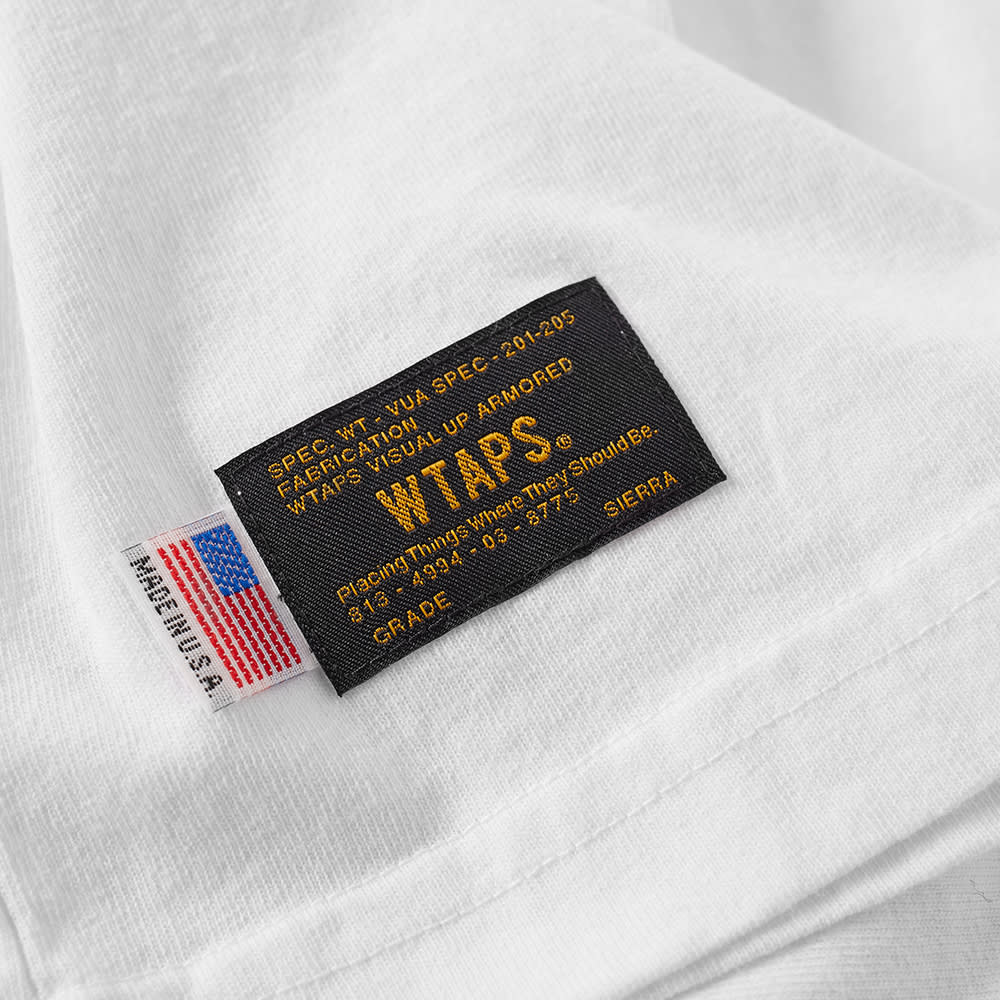 SPEC. WT - VUA SPEC - 201-205
FABRICATION
WTAPS VISUAL UP ARMORED
WTAPS®
Placing Things Where They Should Be.
813 - 4994 - 03 - 8775
GRADE SIERRA
MADE IN U.S.A.